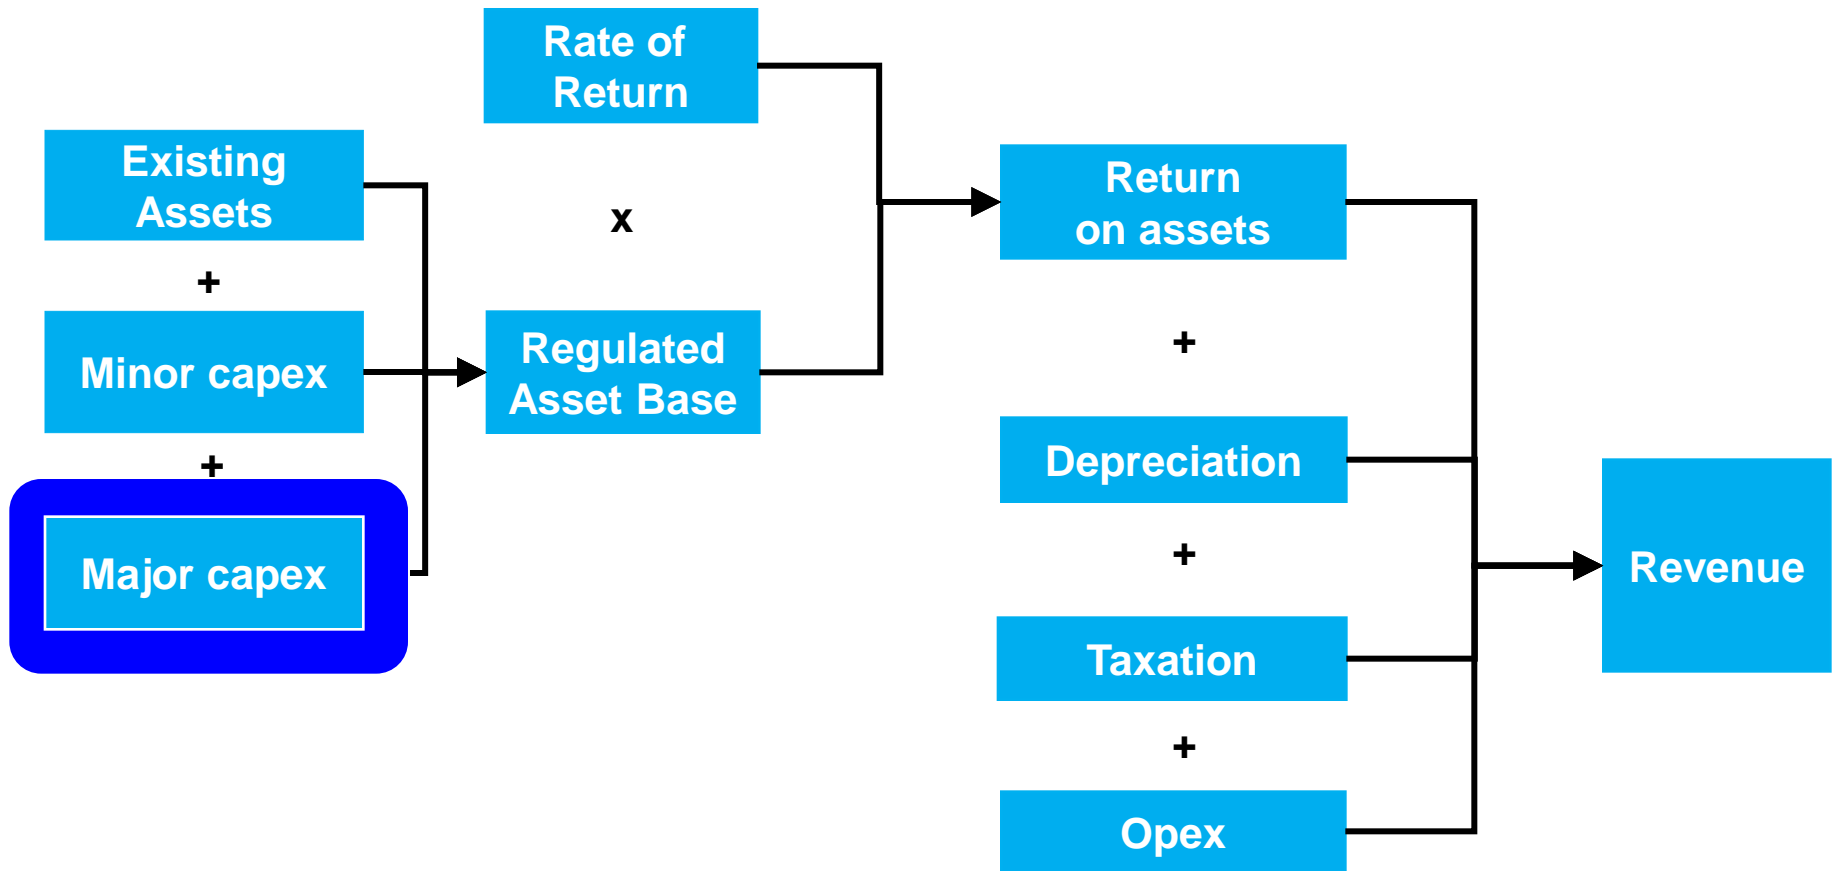 Rate of
Return
Existing
Assets
+
Minor capex
+
Major capex
x
Regulated
Asset Base
Return
on assets
+
Depreciation
+
Taxation
+
Opex
Revenue